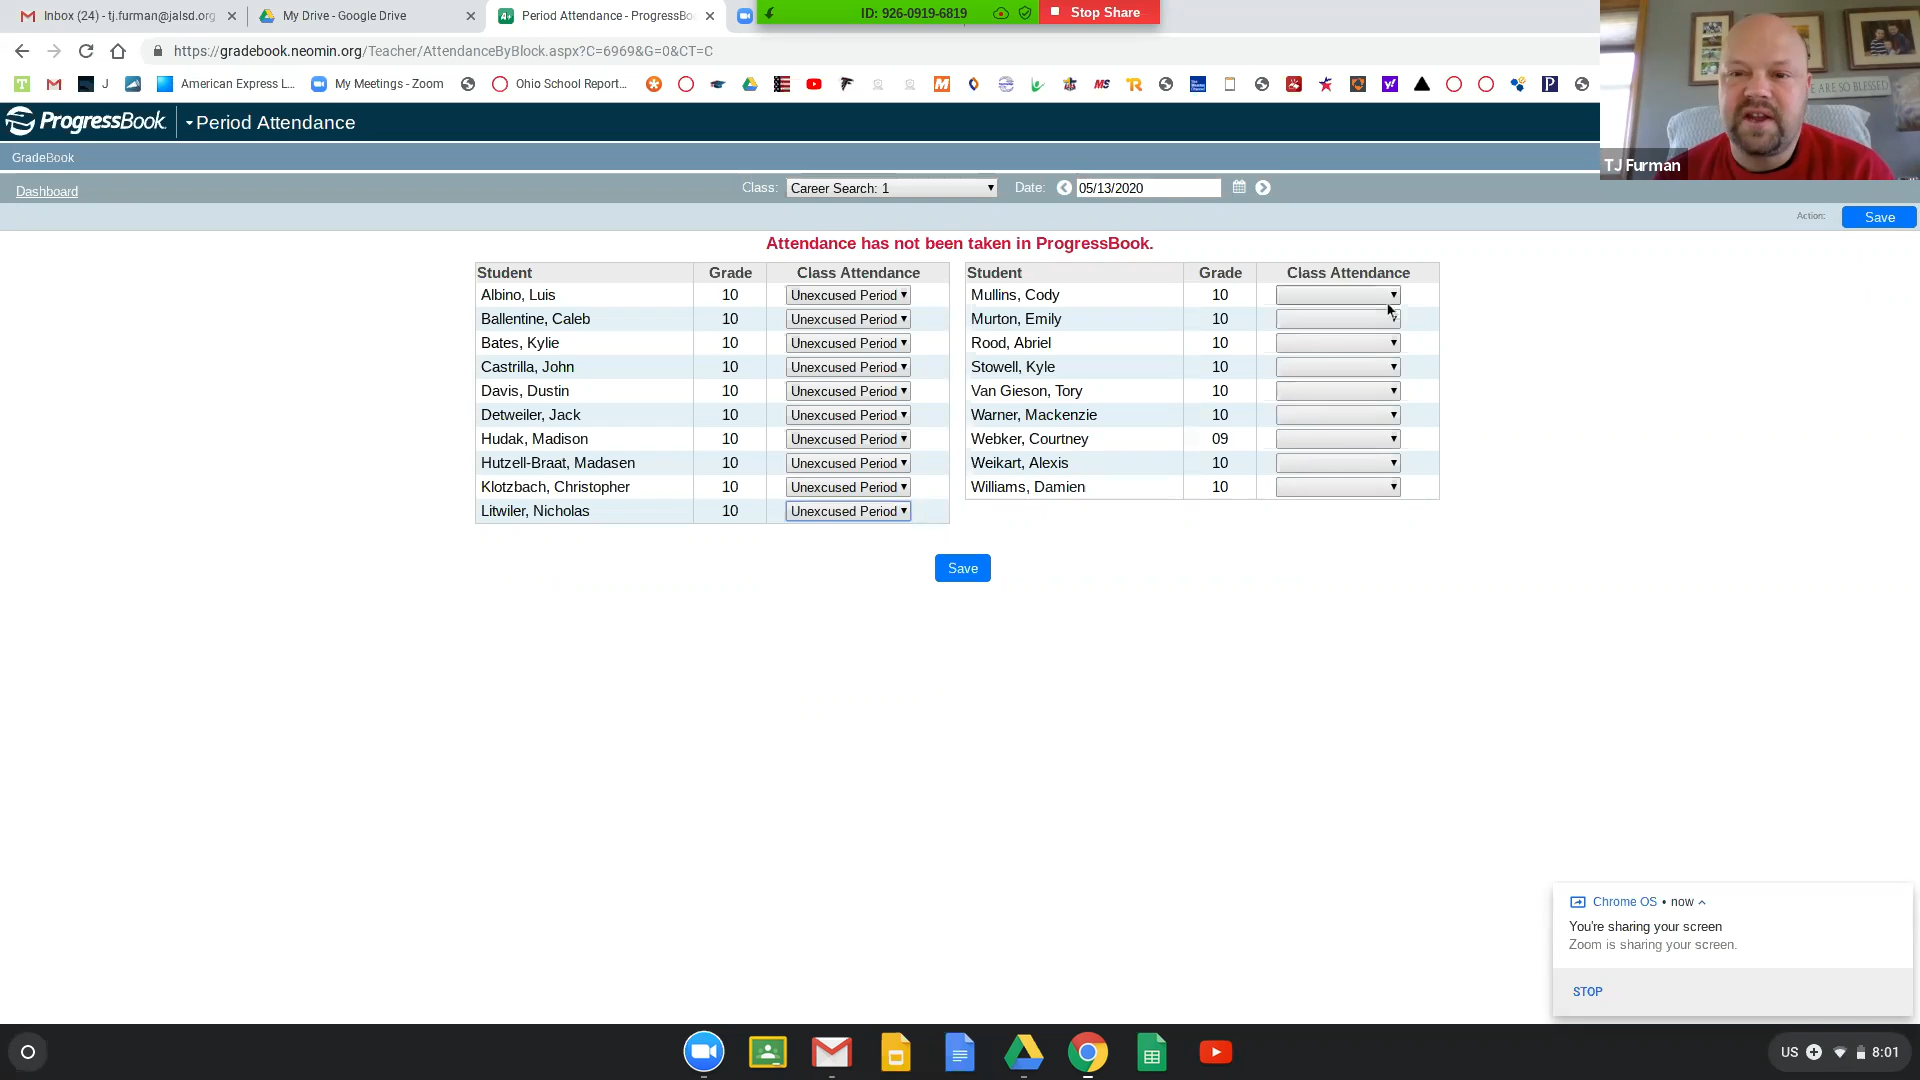 Inbox (24) - tj.furman@jalsd.org
My Drive - Google Drive
Period Attendance - ProgressBo
ID: 926-0919-6819
Stop Share
https://gradebook.neomin.org/Teacher/AttendanceByBlock.aspx?C=6969&G=0&CT=C
J
American Express L...
My Meetings - Zoom
Ohio School Report...
ProgressBook
Period Attendance
GradeBook
Dashboard
Class: Career Search: 1
Date: 05/13/2020
Action: Save
Attendance has not been taken in ProgressBook.
Student Grade Class Attendance
Albino, Luis 10 Unexcused Period
Ballentine, Caleb 10 Unexcused Period
Bates, Kylie 10 Unexcused Period
Castrilla, John 10 Unexcused Period
Davis, Dustin 10 Unexcused Period
Detweiler, Jack 10 Unexcused Period
Hudak, Madison 10 Unexcused Period
Hutzell-Braat, Madasen 10 Unexcused Period
Klotzbach, Christopher 10 Unexcused Period
Litwiler, Nicholas 10 Unexcused Period
Student Grade Class Attendance
Mullins, Cody 10
Murton, Emily 10
Rood, Abriel 10
Stowell, Kyle 10
Van Gieson, Tory 10
Warner, Mackenzie 10
Webker, Courtney 09
Weikart, Alexis 10
Williams, Damien 10
Save
ARE SO BLESSED
TJ Furman
Chrome OS • now
You're sharing your screen
Zoom is sharing your screen.
STOP
US
8:01